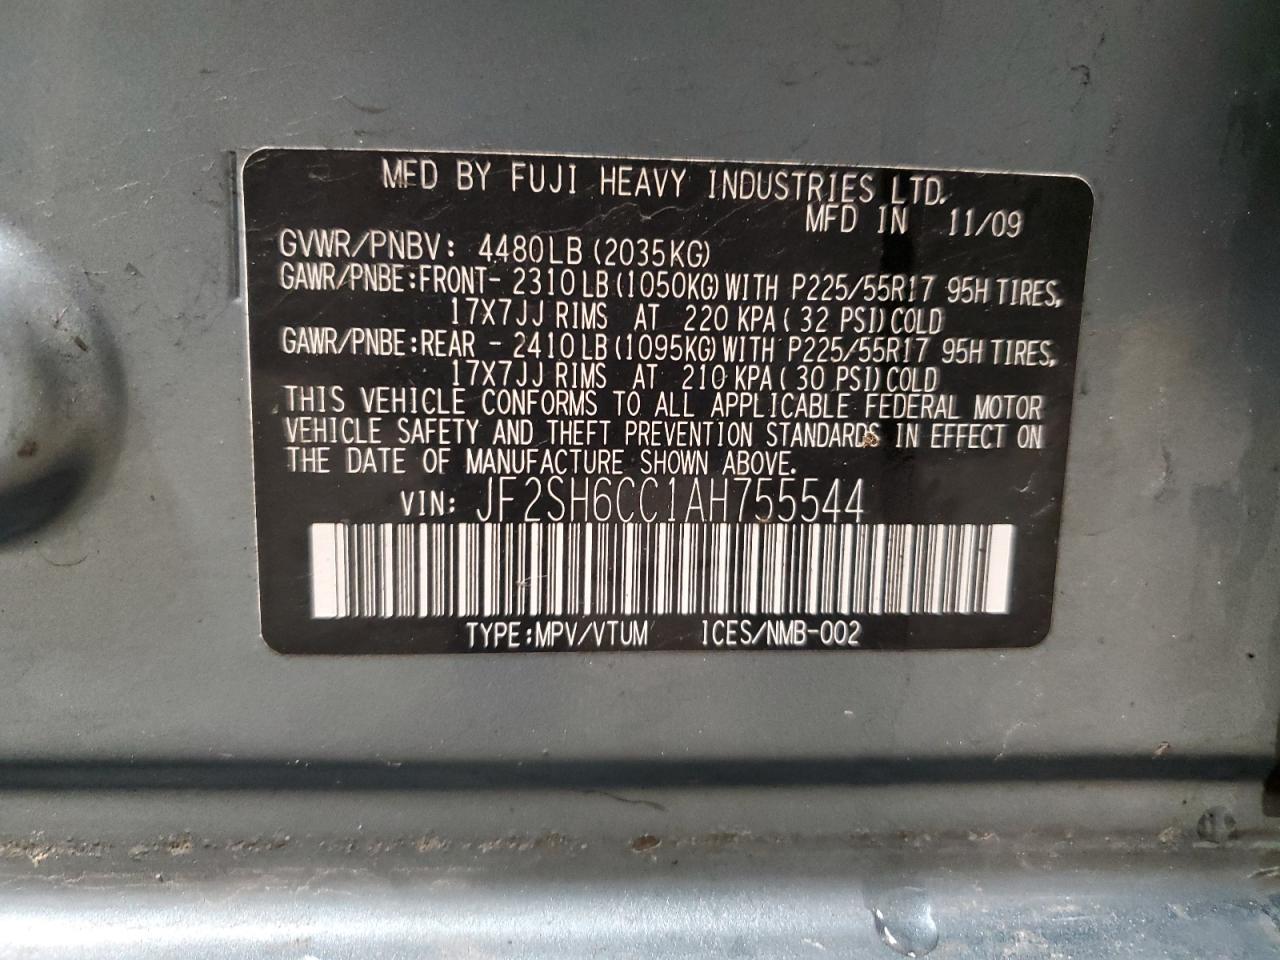 MFD BY FUJI HEAVY INDUSTRIES LTD.
MFD IN 11/09
GVWR/PNBV: 4480LB (2035KG)
GAWR/PNBE:FRONT- 2310LB(1050KG)WITH P225/55R17 95H TIRES,
17X7JJ RIMS AT 220 KPA( 32 PSI)COLD
GAWR/PNBE:REAR - 2410LB(1095KG)WITH P225/55R17 95H TIRES,
17X7JJ RIMS AT 210 KPA( 30 PSI)COLD
THIS VEHICLE CONFORMS TO ALL APPLICABLE FEDERAL MOTOR
VEHICLE SAFETY AND THEFT PREVENTION STANDARDS IN EFFECT ON
THE DATE OF MANUFACTURE SHOWN ABOVE.
VIN: JF2SH6CC1AH755544
TYPE:MPV/VTUM ICES/NMB-002